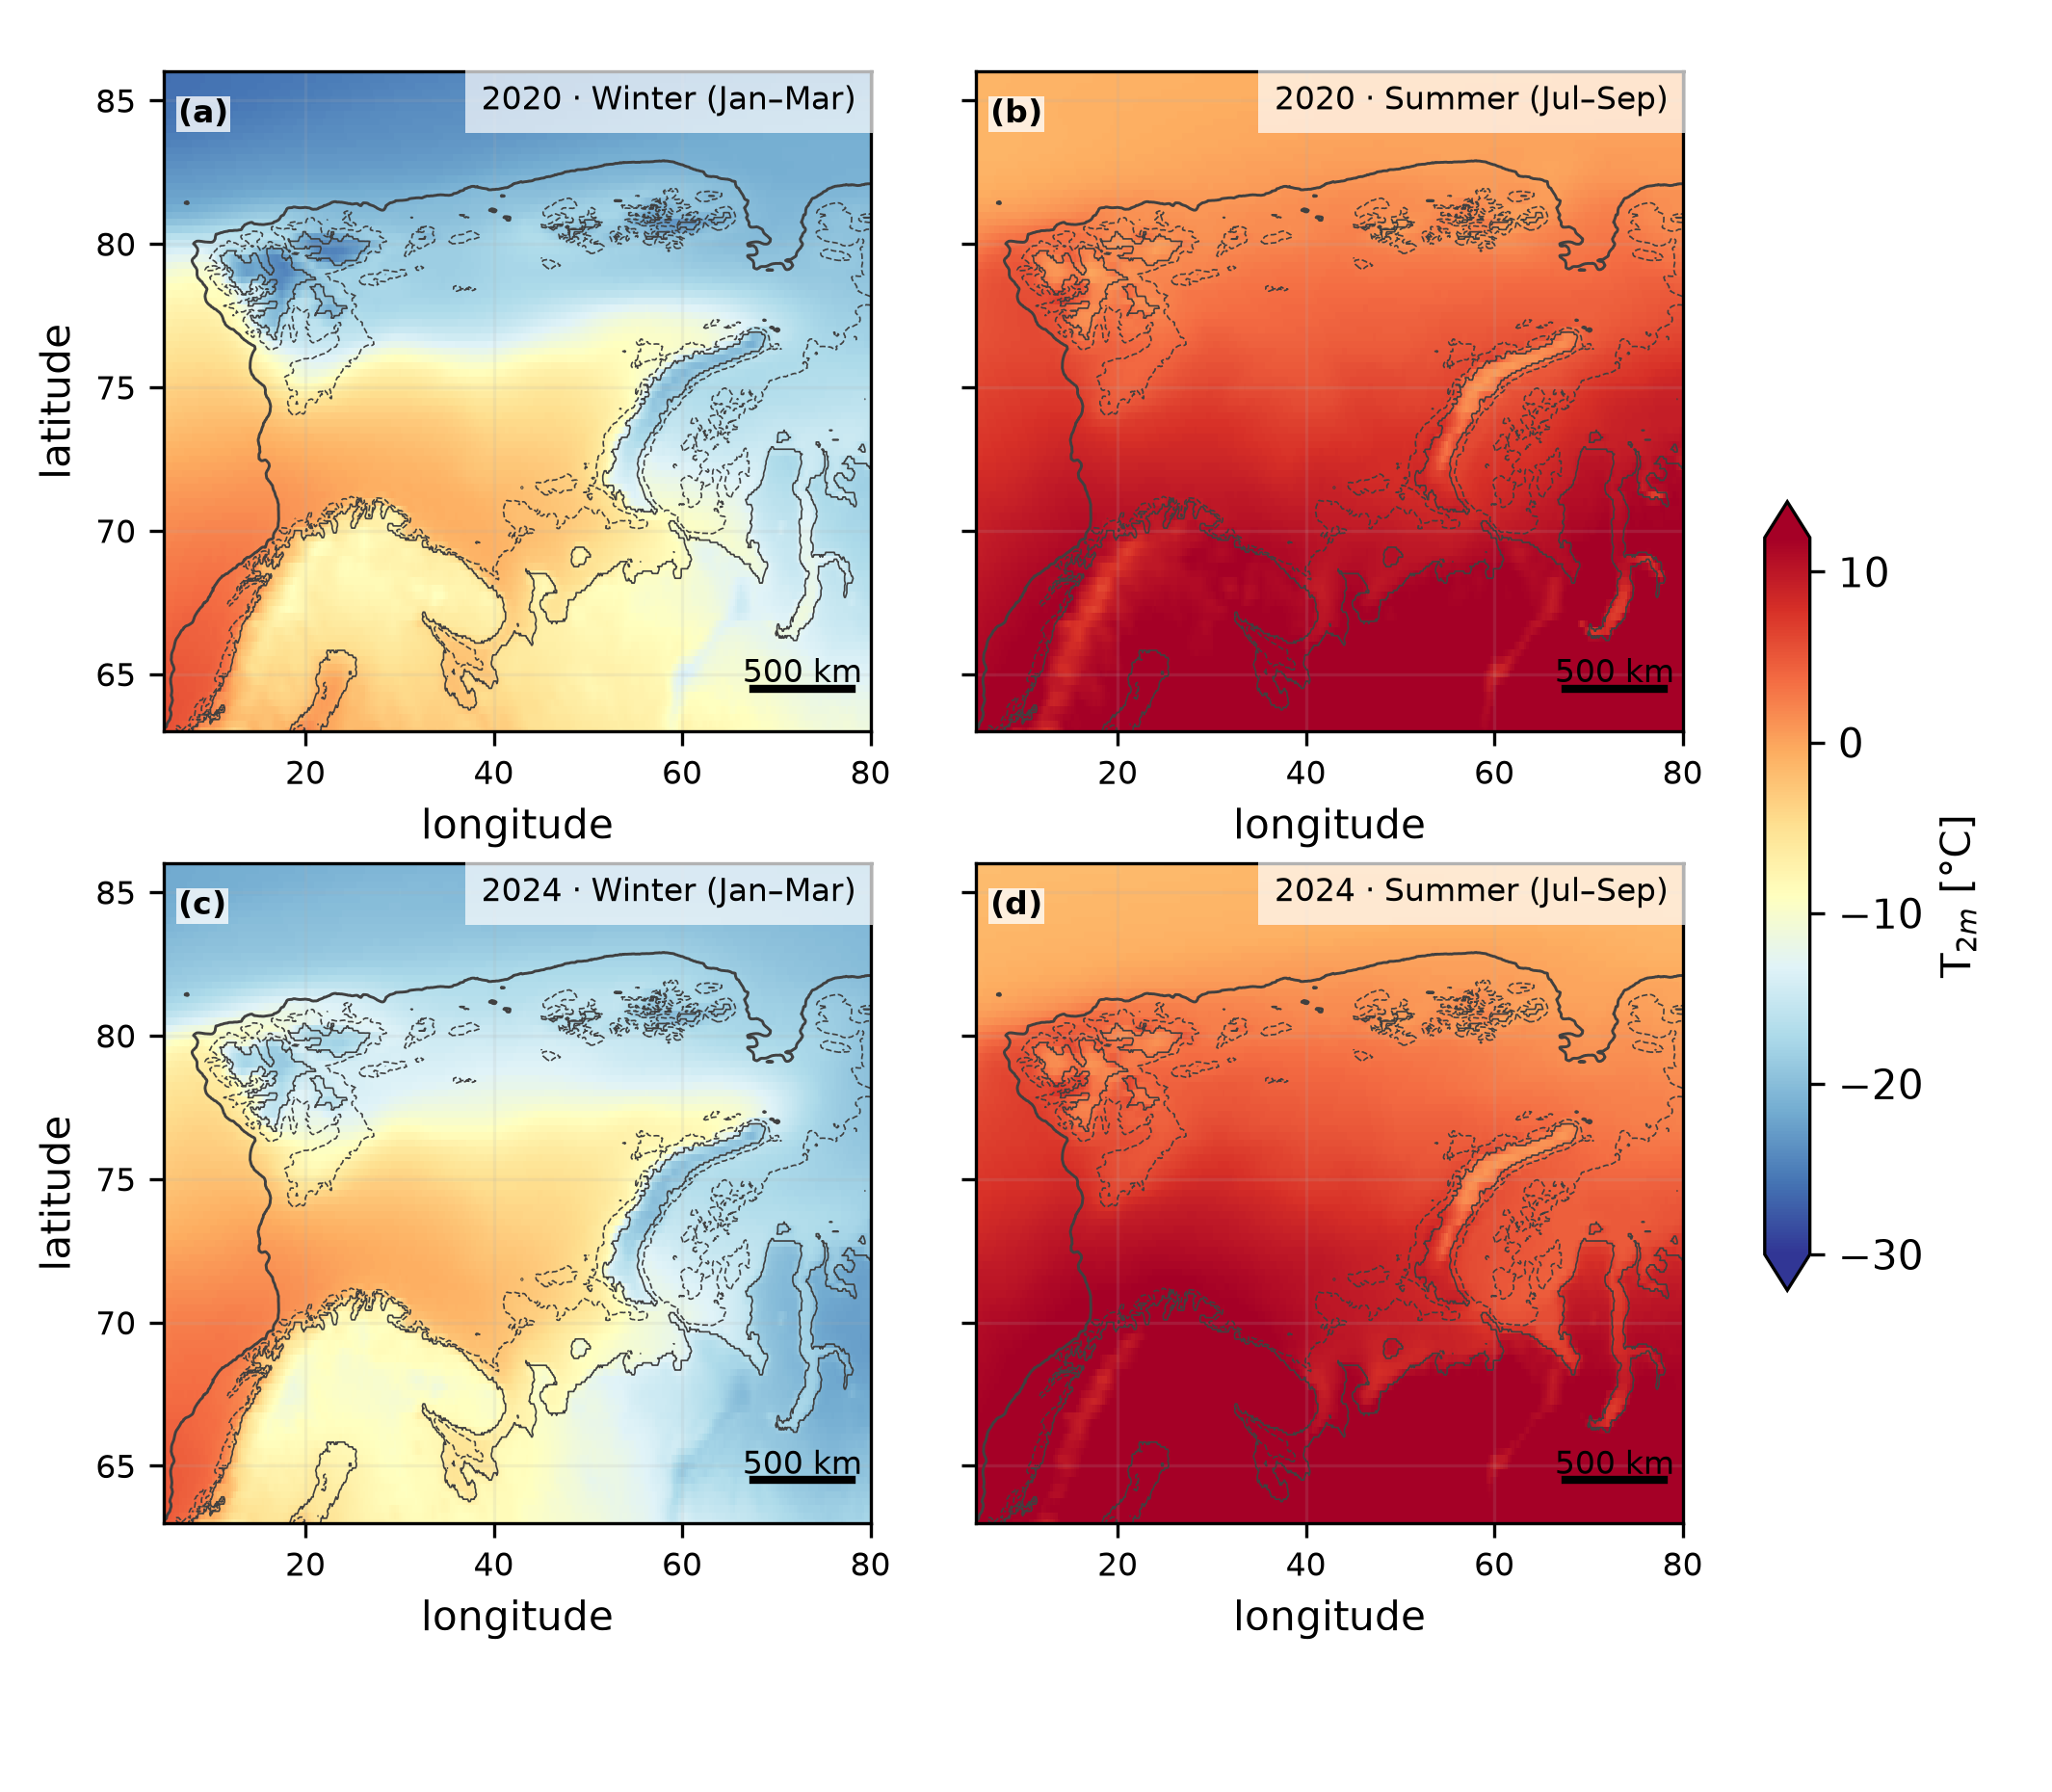 (a)
2020 · Winter (Jan–Mar)
85
80
75
70
65
latitude
500 km
20
40
60
80
longitude
(b)
2020 · Summer (Jul–Sep)
500 km
20
40
60
80
longitude
(c)
2024 · Winter (Jan–Mar)
85
80
75
70
65
latitude
500 km
20
40
60
80
longitude
(d)
2024 · Summer (Jul–Sep)
500 km
20
40
60
80
longitude
10
0
−10
−20
−30
T2m [°C]